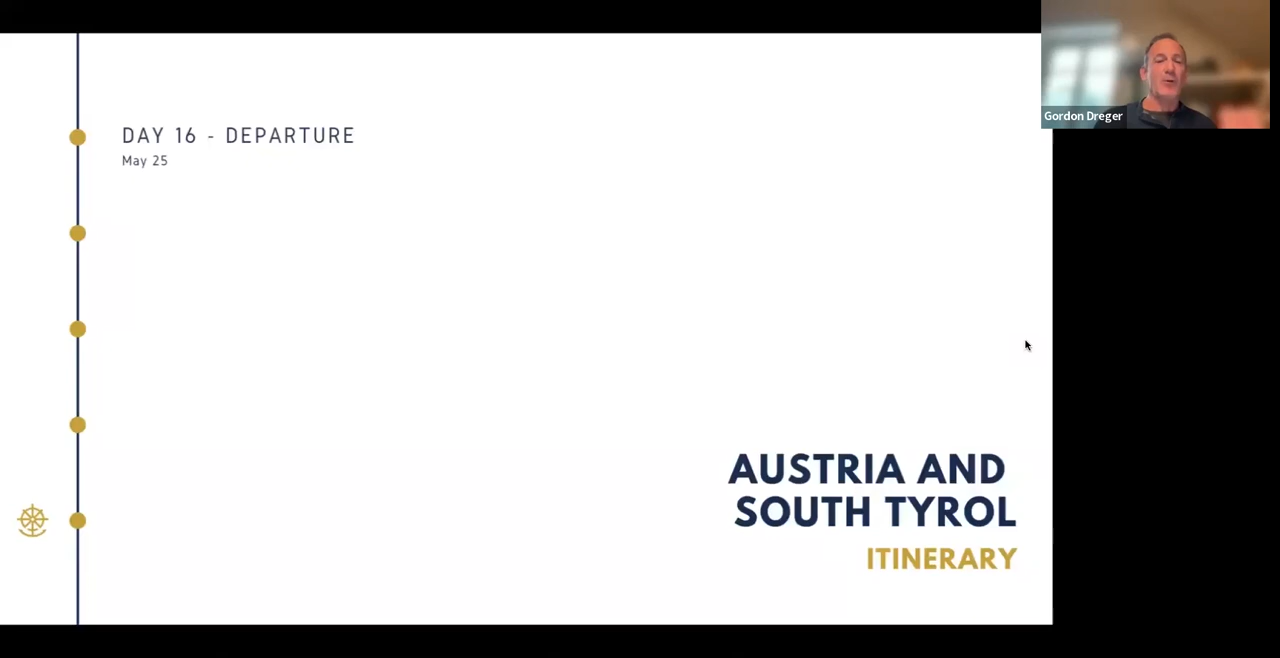 DAY 16 - DEPARTURE
May 25
Gordon Dreger
AUSTRIA AND
SOUTH TYROL
ITINERARY